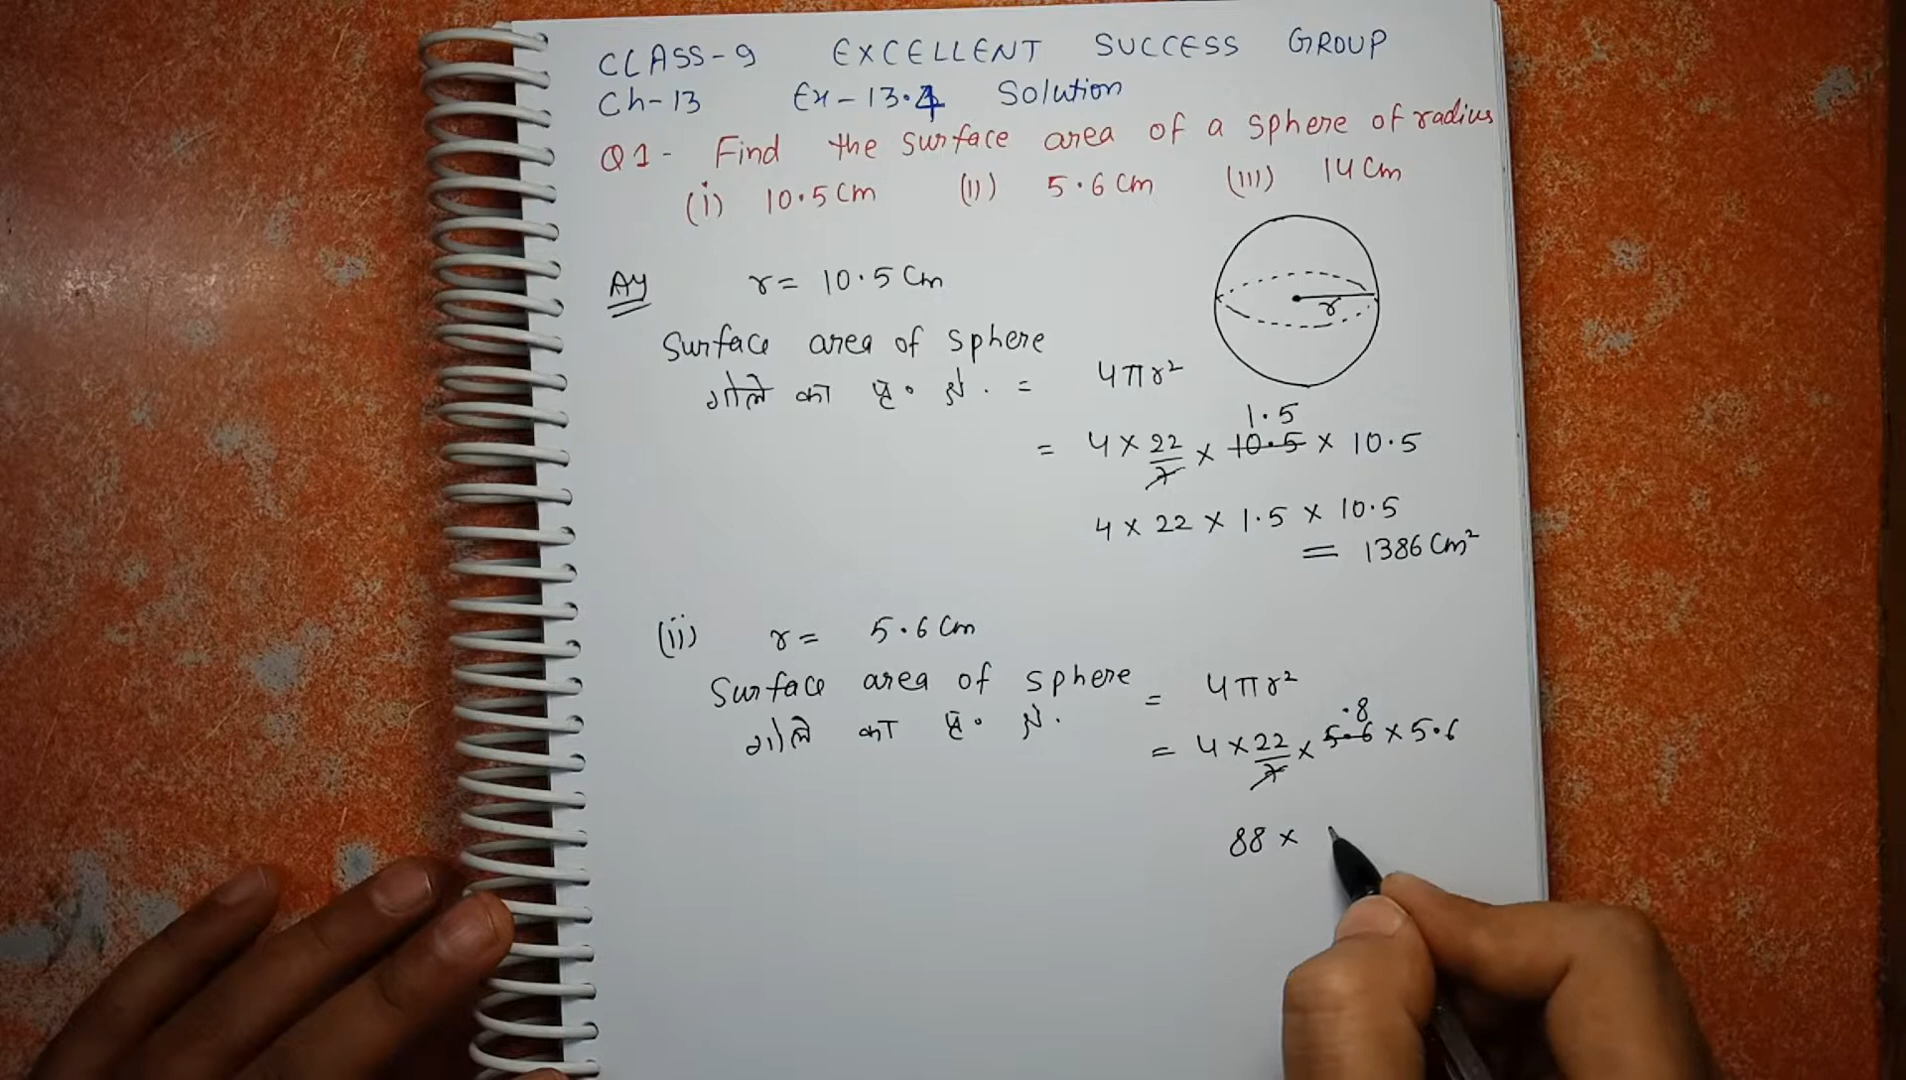 CLASS-9 EXCELLENT SUCCESS GROUP
Ch-13 Ex-13.4 Solution
Q1- Find the surface area of a sphere of radius
(i) 10.5 Cm (ii) 5.6 Cm (iii) 14 Cm
r = 10.5 Cm
r
Surface area of sphere
गोले का पृ० क्षे. = 4πr²
1.5
= 4 × 22/7 × 10.5 × 10.5
4 × 22 × 1.5 × 10.5
= 1386 Cm²
(ii) r = 5.6 Cm
Surface area of sphere = 4πr²
गोले का पृ० क्षे.
.8
= 4 × 22/7 × 5.6 × 5.6
88 ×